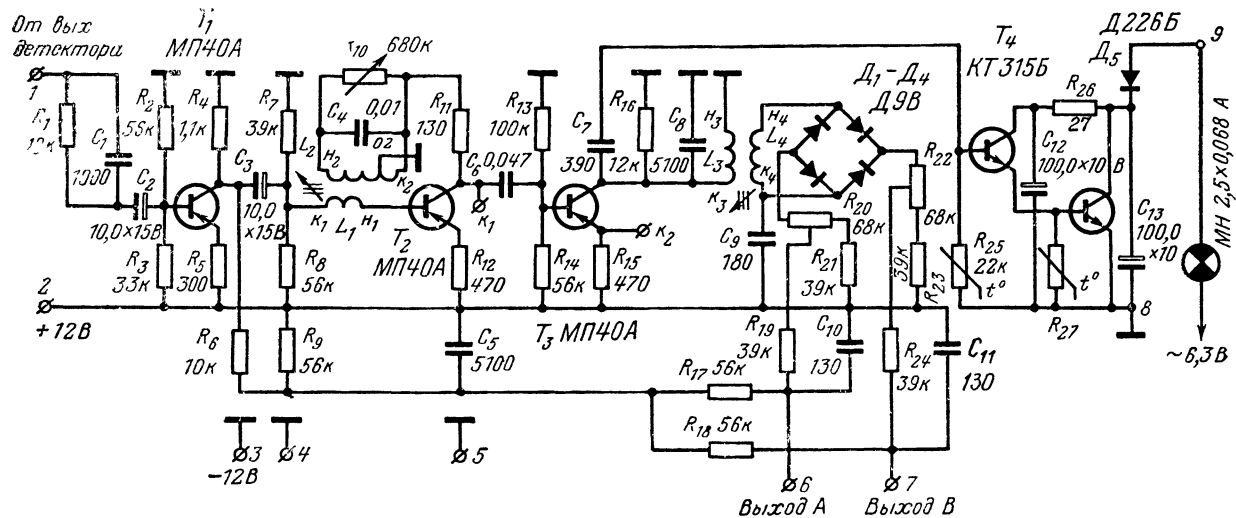 От вых
детектора
1
R1
C1
1000
C2
10,0×15В
T1
МП40А
R2
56к
R4
1,1к
R3
33к
R5
300
2
+12В
R6
10к
C3
10,0
×15В
R7
39к
L2
R8
56к
R9
56к
r10
680к
C4
0,01
Н2
К2
К1
L1
Н1
T2
МП40А
R11
130
R12
470
C5
5100
C6
0,047
К1
R13
100к
R14
56к
R15
470
T3 МП40А
К2
C7
390
R16
12к
C8
5100
Н3
L3
К3
Н4
L4
К4
Д1–Д4
Д9В
C9
180
R20
68к
R21
39к
R22
68к
39к
R23
R19
39к
C10
130
R24
39к
C11
130
R17
56к
R18
56к
3
–12В
4
5
6
Выход А
7
Выход В
T4
КТ315Б
R25
22к
t°
R26
27
C12
100,0×10 В
t°
R27
Д226Б
Д5
C13
100,0
×10
8
9
МН 2,5×0,068 А
~6,3В